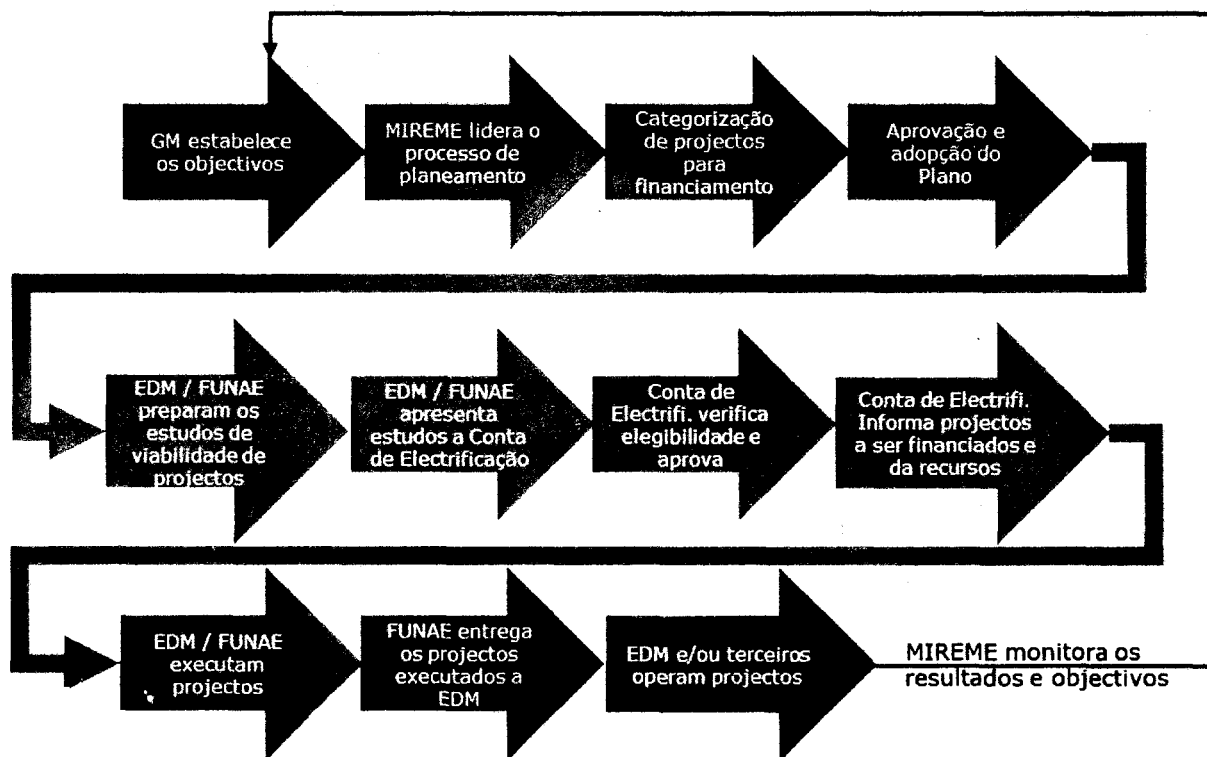 GM estabelece
os objectivos
MIREME lidera o
processo de
planeamento
Categorização
de projectos
para
financiamento
Aprovação e
adopção do
Plano
EDM / FUNAE
preparam os
estudos de
viabilidade de
projectos
EDM / FUNAE
apresenta
estudos a Conta
de Electrificação
Conta de
Electrifi. verifica
elegibilidade e
aprova
Conta de Electrifi.
Informa projectos
a ser financiados e
da recursos
EDM / FUNAE
executam
projectos
FUNAE entrega
os projectos
executados a
EDM
EDM e/ou terceiros
operam projectos
MIREME monitora os
resultados e objectivos